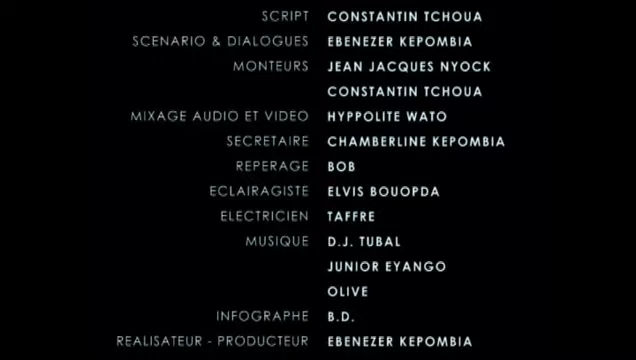 SCRIPT CONSTANTIN TCHOUA
SCENARIO & DIALOGUES EBENEZER KEPOMBIA
MONTEURS JEAN JACQUES NYOCK
CONSTANTIN TCHOUA
MIXAGE AUDIO ET VIDEO HYPPOLITE WATO
SECRETAIRE CHAMBERLINE KEPOMBIA
REPERAGE BOB
ECLAIRAGISTE ELVIS BOUOPDA
ELECTRICIEN TAFFRE
MUSIQUE D.J. TUBAL
JUNIOR EYANGO
OLIVE
INFOGRAPHE B.D.
REALISATEUR - PRODUCTEUR EBENEZER KEPOMBIA